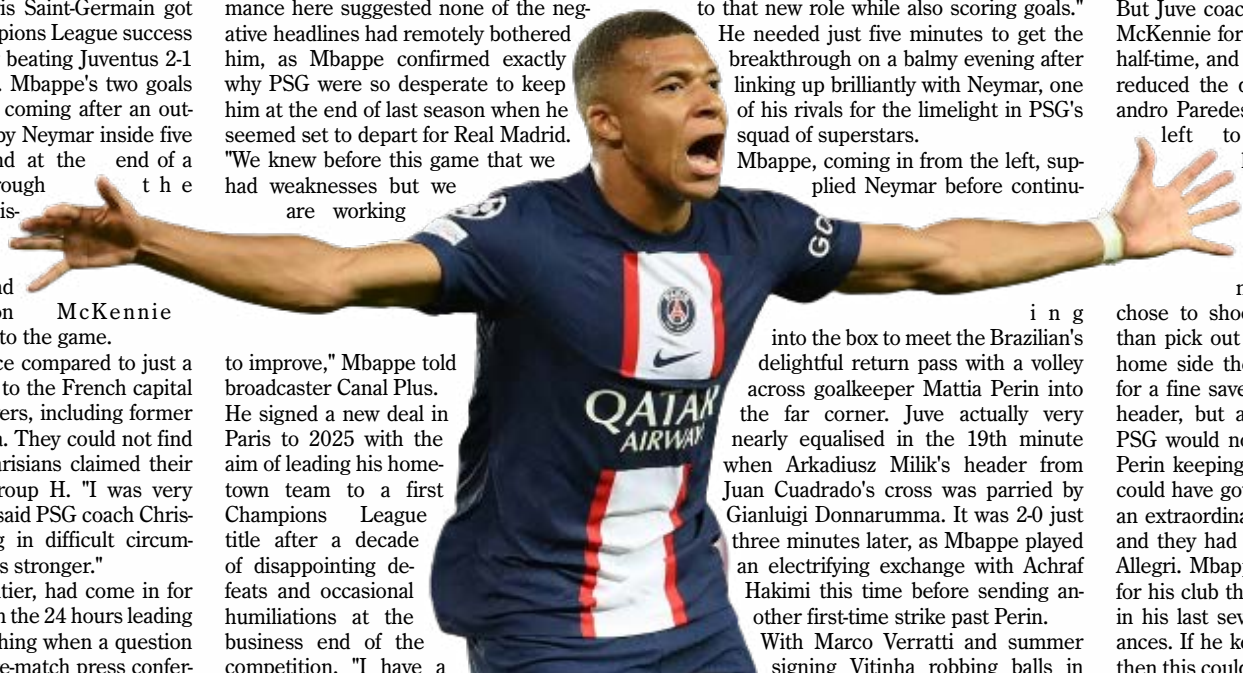 is Saint-Germain got
pions League success
beating Juventus 2-1
. Mbappe's two goals
coming after an out-
by Neymar inside five
nd at the end of a
rough the
is-
nd
on McKennie
to the game.
ce compared to just a
to the French capital
ers, including former
. They could not find
risians claimed their
roup H. "I was very
said PSG coach Chris-
g in difficult circum-
s stronger."
tier, had come in for
n the 24 hours leading
hing when a question
e-match press confer-
mance here suggested none of the neg-
ative headlines had remotely bothered
him, as Mbappe confirmed exactly
why PSG were so desperate to keep
him at the end of last season when he
seemed set to depart for Real Madrid.
"We knew before this game that we
had weaknesses but we
are working
to improve," Mbappe told
broadcaster Canal Plus.
He signed a new deal in
Paris to 2025 with the
aim of leading his home-
town team to a first
Champions League
title after a decade
of disappointing de-
feats and occasional
humiliations at the
business end of the
competition. "I have a
GO
PARIS
QATAR
AIRWAY
to that new role while also scoring goals."
He needed just five minutes to get the
breakthrough on a balmy evening after
linking up brilliantly with Neymar, one
of his rivals for the limelight in PSG's
squad of superstars.
Mbappe, coming in from the left, sup-
plied Neymar before continu-
ing
into the box to meet the Brazilian's
delightful return pass with a volley
across goalkeeper Mattia Perin into
the far corner. Juve actually very
nearly equalised in the 19th minute
when Arkadiusz Milik's header from
Juan Cuadrado's cross was parried by
Gianluigi Donnarumma. It was 2-0 just
three minutes later, as Mbappe played
an electrifying exchange with Achraf
Hakimi this time before sending an-
other first-time strike past Perin.
With Marco Verratti and summer
signing Vitinha robbing balls in
But Juve coac
McKennie for
half-time, and
reduced the d
andro Paredes
left to
chose to shoo
than pick out
home side the
for a fine save
header, but a
PSG would no
Perin keeping
could have go
an extraordina
and they had
Allegri. Mbapp
for his club th
in his last sev
ances. If he ke
then this could